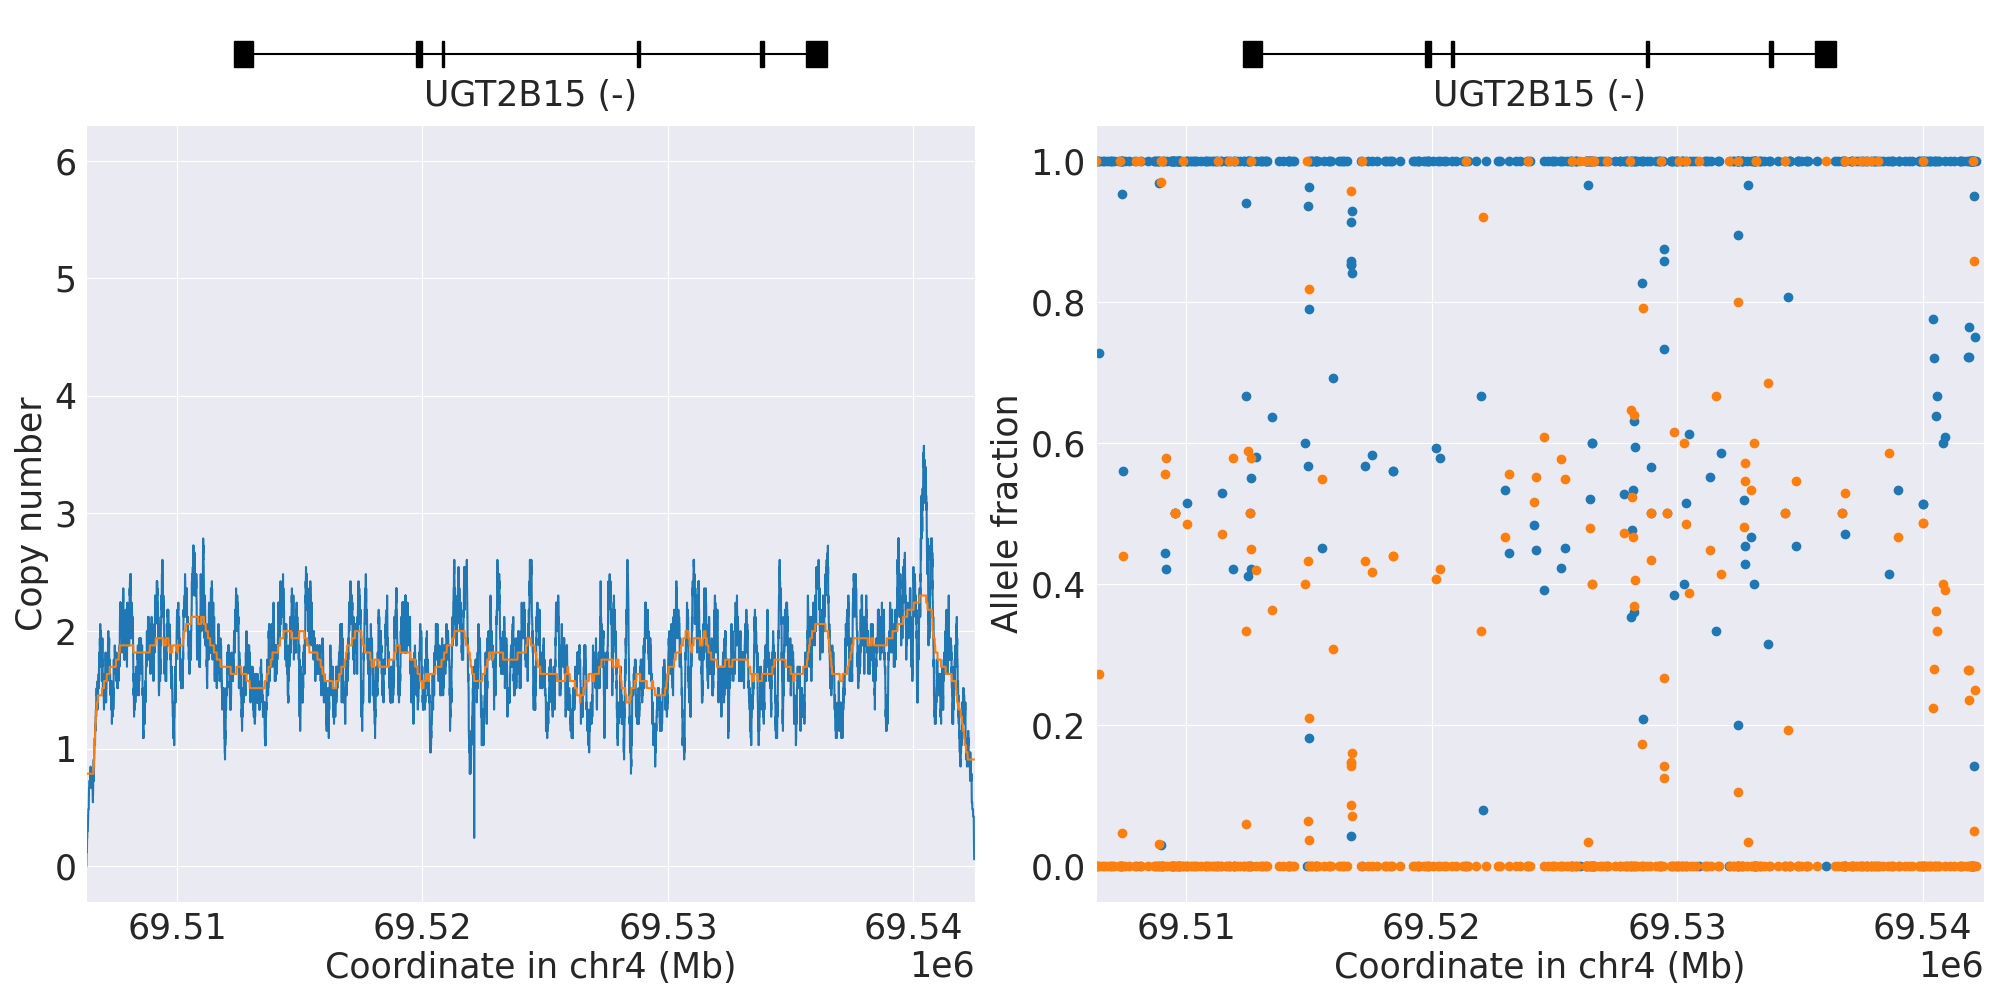 UGT2B15 (-)
6
5
4
3
2
1
0
Copy number
69.51 69.52 69.53 69.54
Coordinate in chr4 (Mb)
1e6
UGT2B15 (-)
1.0
0.8
0.6
0.4
0.2
0.0
Allele fraction
69.51 69.52 69.53 69.54
Coordinate in chr4 (Mb)
1e6